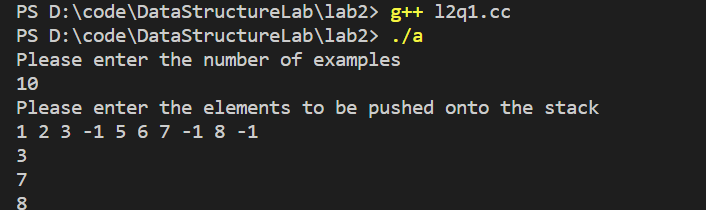 PS D:\code\DataStructureLab\lab2> g++ l2q1.cc
PS D:\code\DataStructureLab\lab2> ./a
Please enter the number of examples
10
Please enter the elements to be pushed onto the stack
1 2 3 -1 5 6 7 -1 8 -1
3
7
8